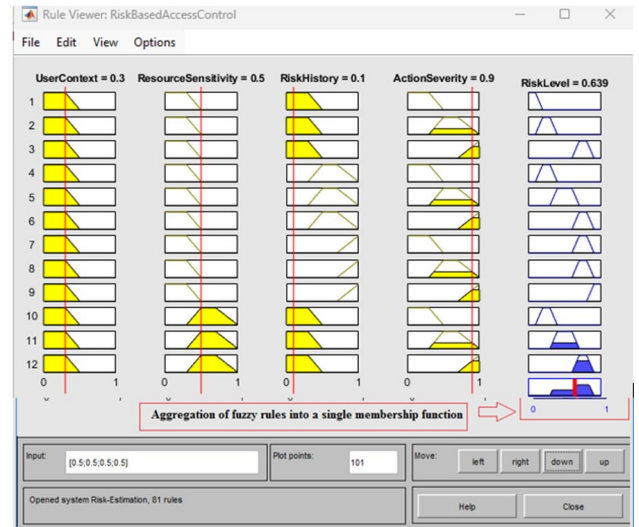 Rule Viewer: RiskBasedAccessControl
File Edit View Options
UserContext = 0.3 ResourceSensitivity = 0.5 RiskHistory = 0.1 ActionSeverity = 0.9 RiskLevel = 0.639
1
2
3
4
5
6
7
8
9
10
11
12
0 1 0 1 0 1 0 1
Aggregation of fuzzy rules into a single membership function 0 1
Input: [0.5;0.5;0.5;0.5] Plot points: 101 Move: left right down up
Opened system Risk-Estimation, 81 rules Help Close